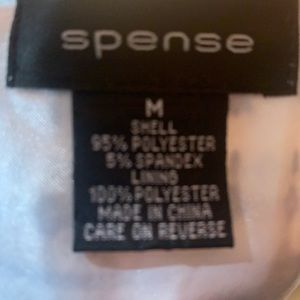 spense
M
SHELL
95% POLYESTER
5% SPANDEX
LINING
100% POLYESTER
MADE IN CHINA
CARE ON REVERSE